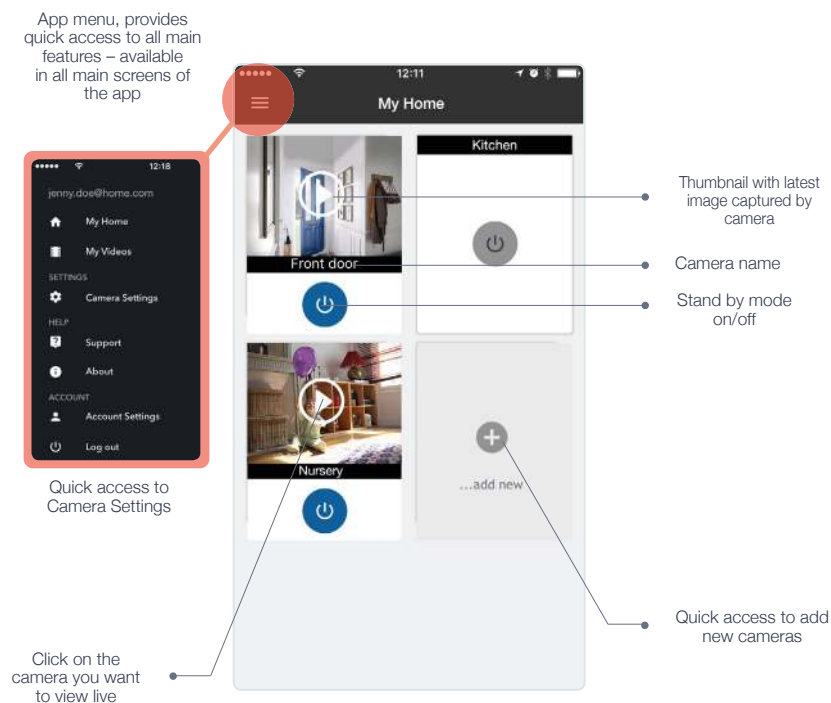 App menu, provides
quick access to all main
features – available
in all main screens of
the app
12:11
My Home
12:18
jenny.doe@home.com
My Home
My Videos
SETTINGS
Camera Settings
HELP
Support
About
ACCOUNT
Account Settings
Log out
Quick access to
Camera Settings
Front door
Kitchen
Nursery
...add new
Thumbnail with latest
image captured by
camera
Camera name
Stand by mode
on/off
Quick access to add
new cameras
Click on the
camera you want
to view live